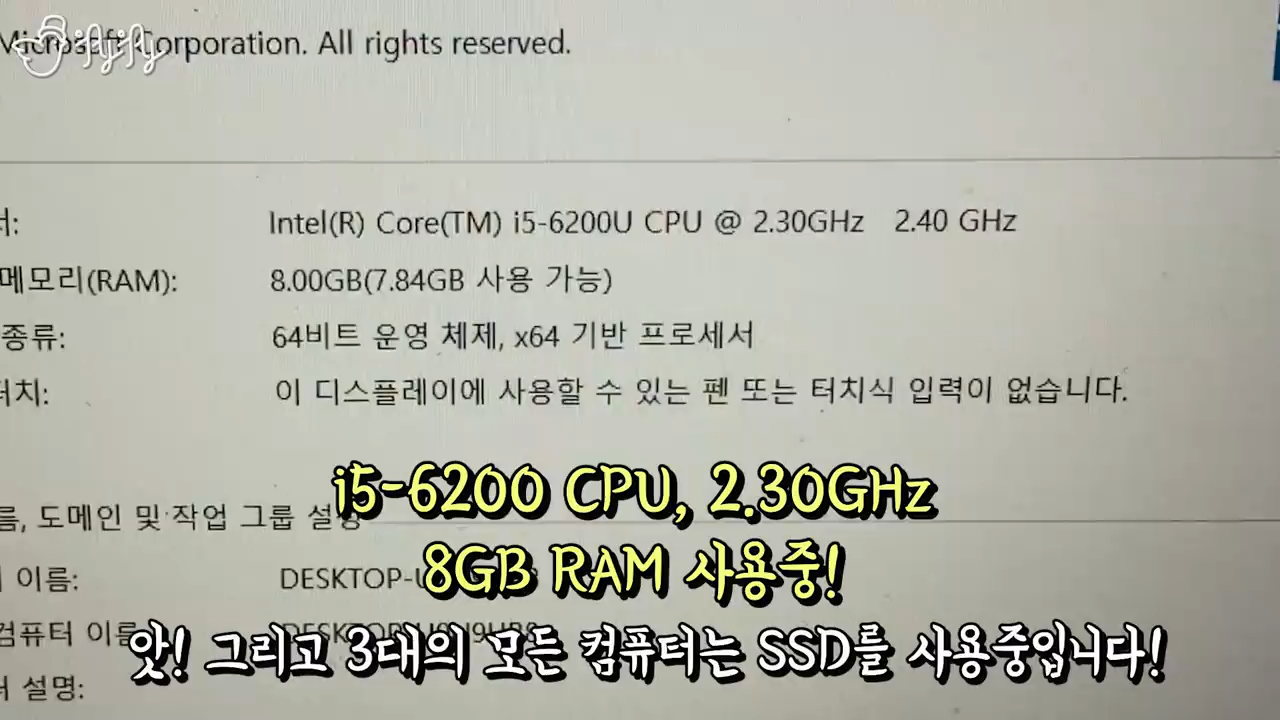 Microsoft Corporation. All rights reserved.
ifyify
서:
Intel(R) Core(TM) i5-6200U CPU @ 2.30GHz 2.40 GHz
메모리(RAM):
8.00GB(7.84GB 사용 가능)
종류:
64비트 운영 체제, x64 기반 프로세서
터치:
이 디스플레이에 사용할 수 있는 펜 또는 터치식 입력이 없습니다.
i5-6200 CPU, 2.30GHz
름, 도메인 및 작업 그룹 설정
8GB RAM 사용중!
이름:
컴퓨터 이름
앗! 그리고 3대의 모든 컴퓨터는 SSD를 사용중입니다!
설명: